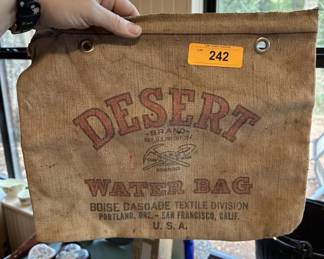 242
DESERT
-BRAND-
WATER BAG
BOISE CASCADE TEXTILE DIVISION
PORTLAND, ORE. - SAN FRANCISCO, CALIF.
U. S. A.